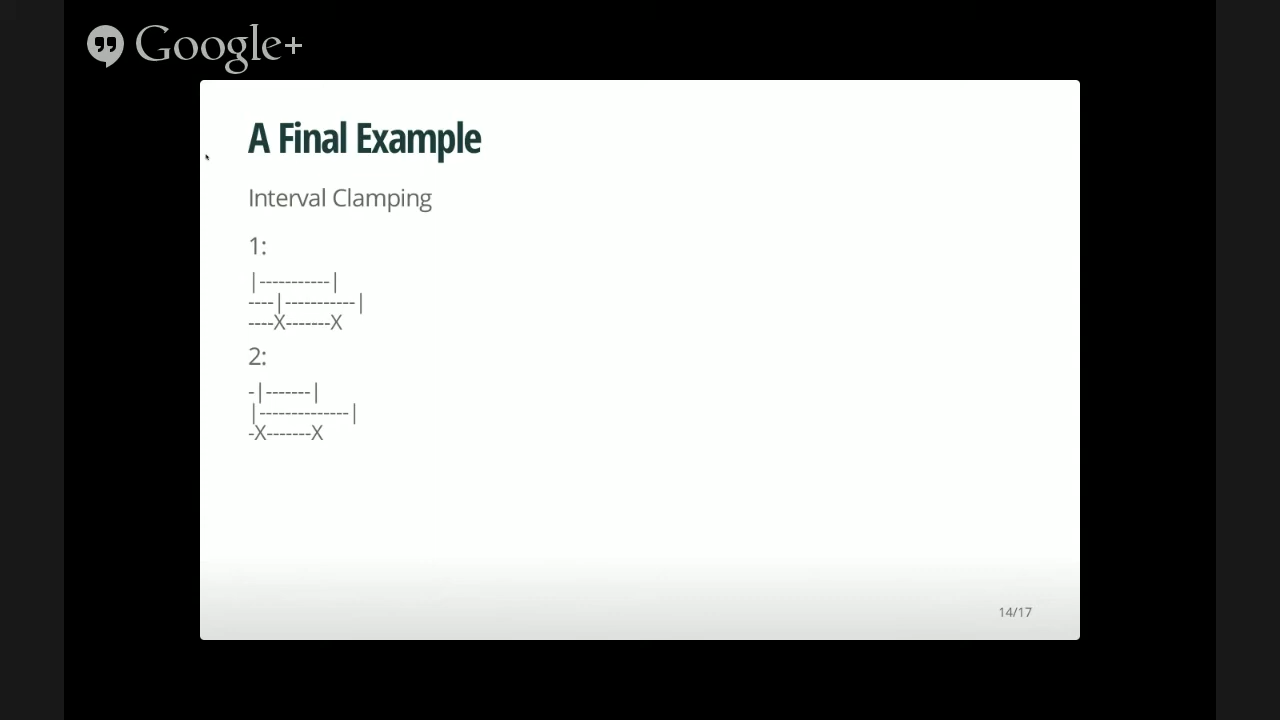 Google+
A Final Example
Interval Clamping
1:
|-----------|
----|-----------|
----X-------X
2:
-|-------|
|--------------|
-X-------X
14/17